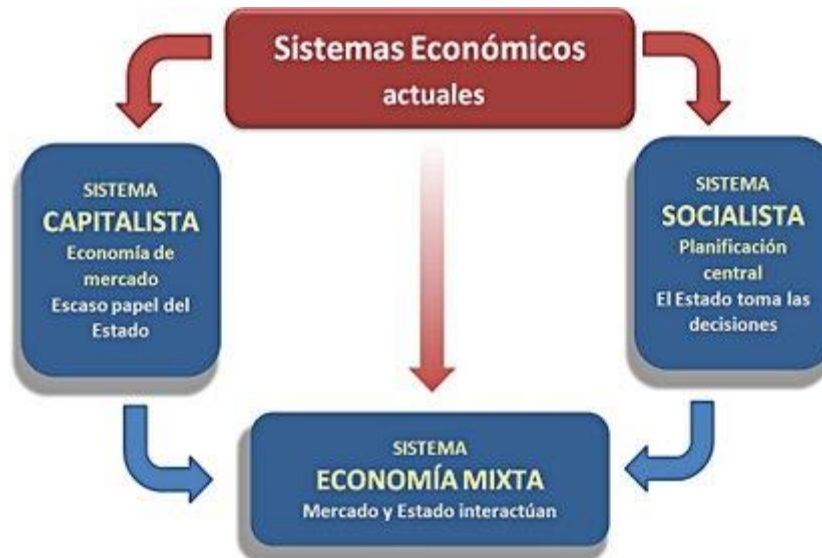 Sistemas Económicos
actuales
SISTEMA
CAPITALISTA
Economía de
mercado
Escaso papel del
Estado
SISTEMA
SOCIALISTA
Planificación
central
El Estado toma las
decisiones
SISTEMA
ECONOMÍA MIXTA
Mercado y Estado interactúan